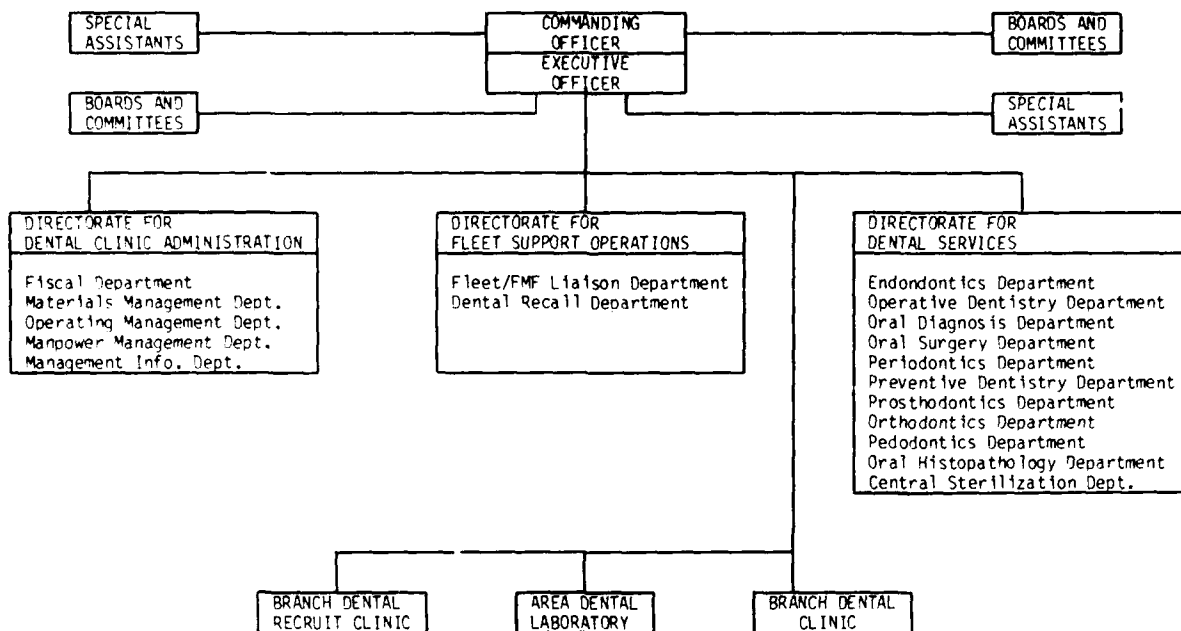 SPECIAL
ASSISTANTS
COMMANDING
OFFICER
BOARDS AND
COMMITTEES
EXECUTIVE
OFFICER
BOARDS AND
COMMITTEES
SPECIAL
ASSISTANTS
DIRECTORATE FOR
DENTAL CLINIC ADMINISTRATION
Fiscal Department
Materials Management Dept.
Operating Management Dept.
Manpower Management Dept.
Management Info. Dept.
DIRECTORATE FOR
FLEET SUPPORT OPERATIONS
Fleet/FMF Liaison Department
Dental Recall Department
DIRECTORATE FOR
DENTAL SERVICES
Endondontics Department
Operative Dentistry Department
Oral Diagnosis Department
Oral Surgery Department
Periodontics Department
Preventive Dentistry Department
Prosthodontics Department
Orthodontics Department
Pedodontics Department
Oral Histopathology Department
Central Sterilization Dept.
BRANCH DENTAL
RECRUIT CLINIC
AREA DENTAL
LABORATORY
BRANCH DENTAL
CLINIC